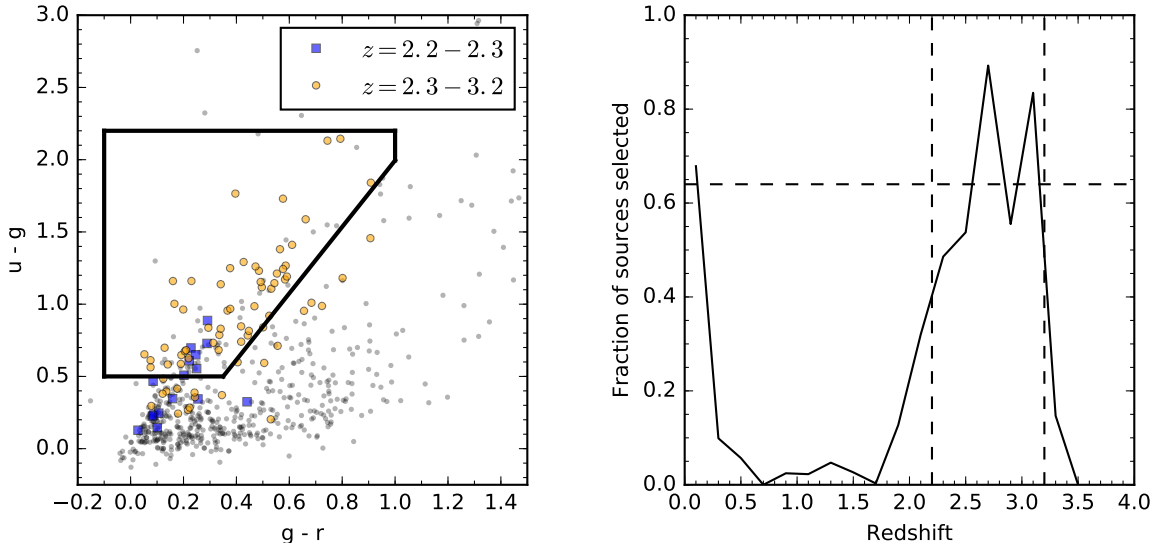 3.0
2.5
2.0
1.5
1.0
0.5
0.0
u - g
−0.2 0.0 0.2 0.4 0.6 0.8 1.0 1.2 1.4
g - r
z = 2.2 − 2.3
z = 2.3 − 3.2
1.0
0.8
0.6
0.4
0.2
0.0
Fraction of sources selected
0.0 0.5 1.0 1.5 2.0 2.5 3.0 3.5 4.0
Redshift